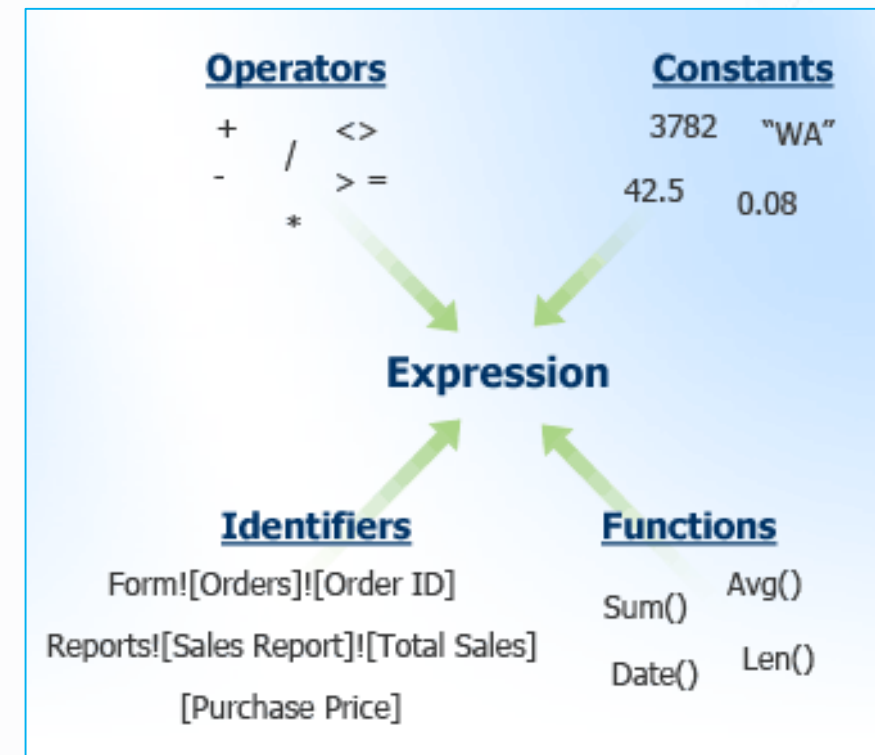 Operators
+ <>
/
- > =
*
Constants
3782 “WA”
42.5 0.08
Expression
Identifiers
Form![Orders]![Order ID]
Reports![Sales Report]![Total Sales]
[Purchase Price]
Functions
Sum() Avg()
Date() Len()